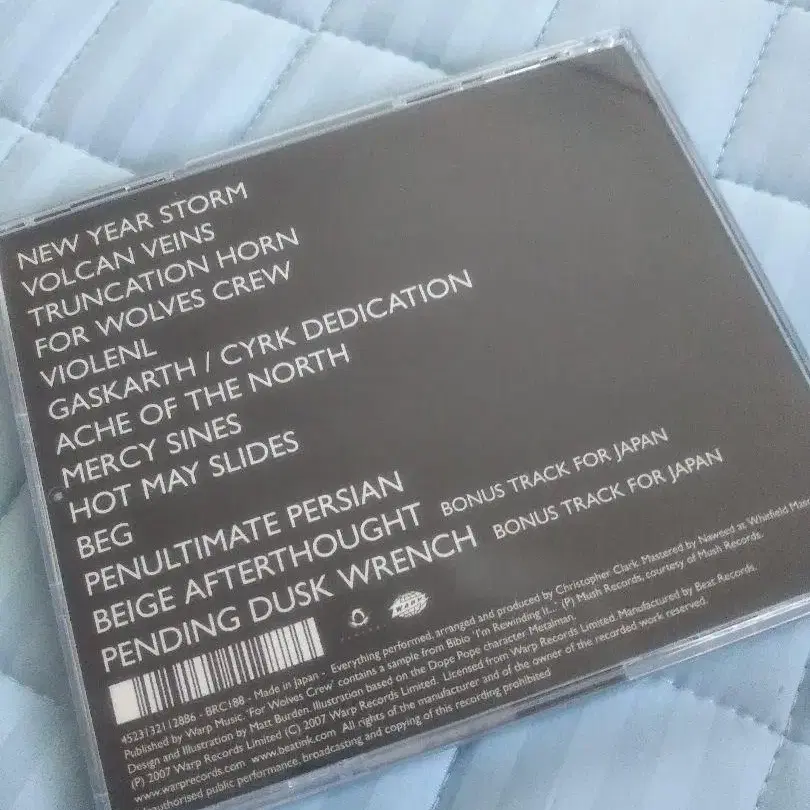 NEW YEAR STORM
VOLCAN VEINS
TRUNCATION HORN
FOR WOLVES CREW
VIOLENL
GASKARTH / CYRK DEDICATION
ACHE OF THE NORTH
MERCY SINES
HOT MAY SLIDES
BEG
PENULTIMATE PERSIAN
BEIGE AFTERTHOUGHT BONUS TRACK FOR JAPAN
PENDING DUSK WRENCH BONUS TRACK FOR JAPAN
4523132112886 - BRC188 - Made in Japan - Everything performed, arranged and produced by Christopher Clark. Mastered by Naweed at Whitfield
Published by Warp Music. 'For Wolves Crew' contains a sample from Bibio 'I'm Rewinding It...' (P) Mush Records, courtesy of Mush Records.
Design and Illustration by Matt Burden. Illustration based on the Dope Pope character Metalman.
(P) 2007 Warp Records Limited (C) 2007 Warp Records Limited. Licensed from Warp Records Limited. Manufactured by Beat Records.
www.warprecords.com www.beatink.com All rights of the manufacturer and of the owner of the recorded work reserved.
public performance, broadcasting and copying of this recording prohibited